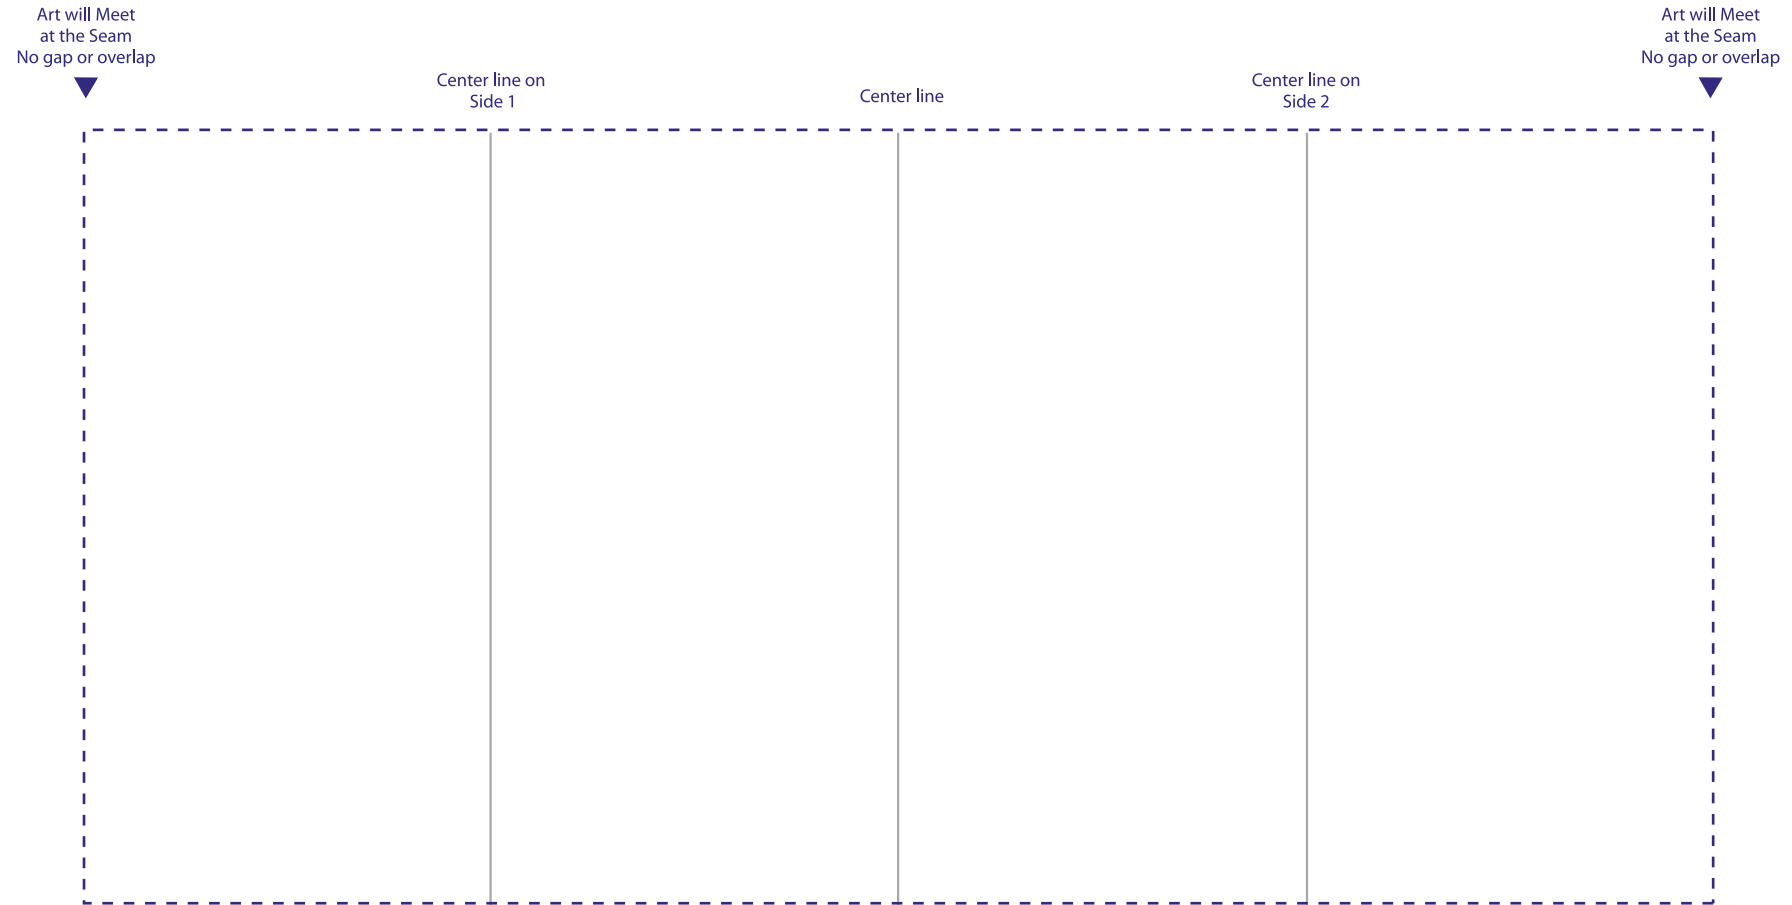 Art will Meet
at the Seam
No gap or overlap
Center line on
Side 1
Center line
Center line on
Side 2
Art will Meet
at the Seam
No gap or overlap